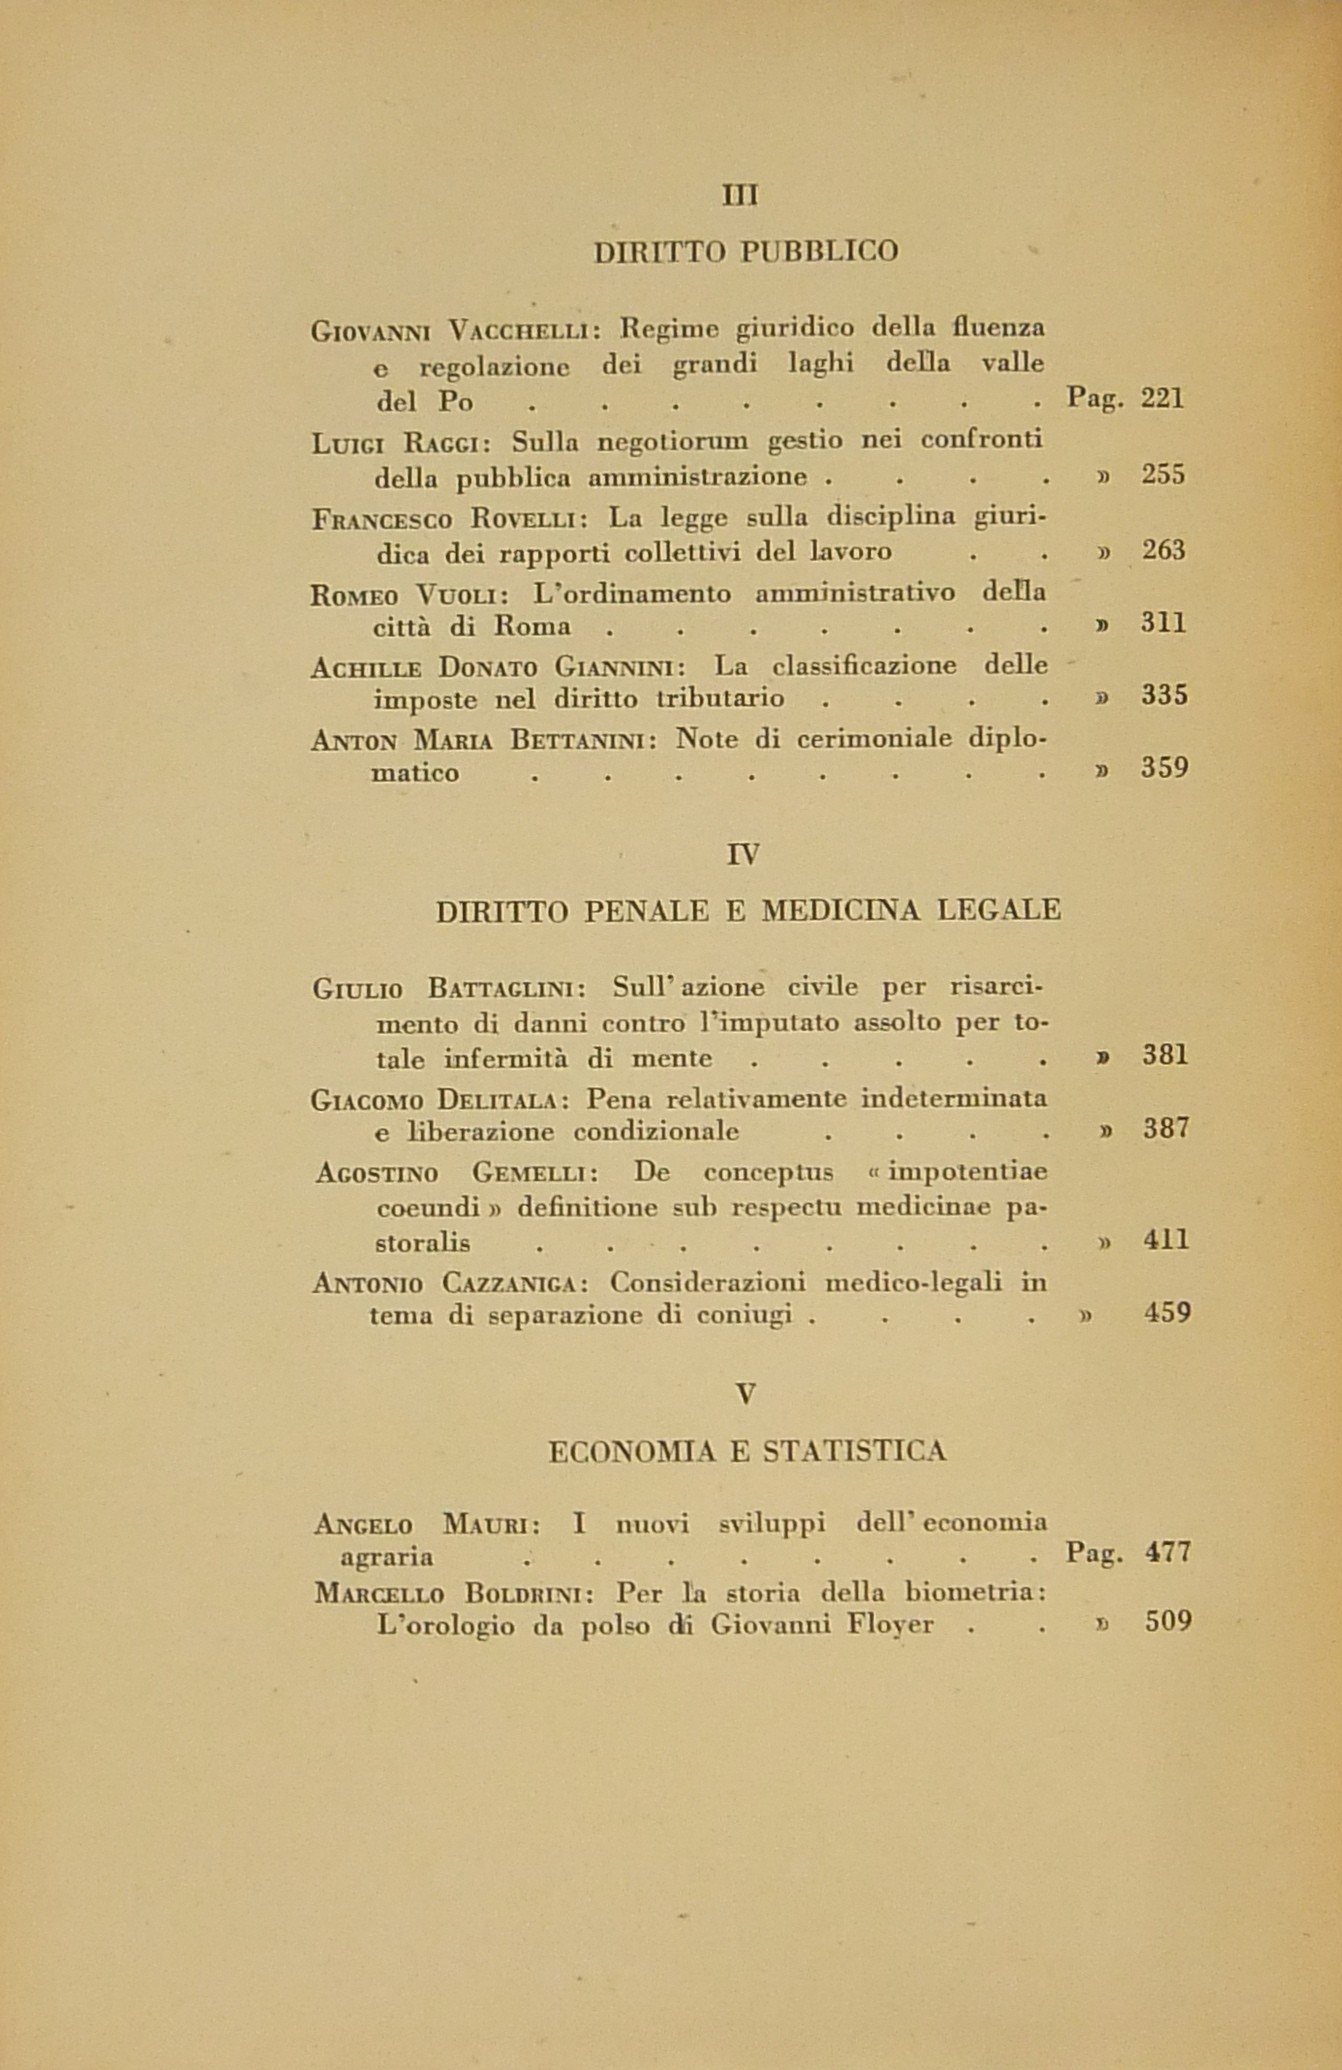 III
DIRITTO PUBBLICO
GIOVANNI VACCHELLI: Regime giuridico della fluenza
e regolazione dei grandi laghi della valle
del Po . . . . . . . . Pag. 221
LUIGI RAGGI: Sulla negotiorum gestio nei confronti
della pubblica amministrazione . . . . » 255
FRANCESCO ROVELLI: La legge sulla disciplina giuri-
dica dei rapporti collettivi del lavoro . . » 263
ROMEO VUOLI: L'ordinamento amministrativo della
città di Roma . . . . . . . » 311
ACHILLE DONATO GIANNINI: La classificazione delle
imposte nel diritto tributario . . . . » 335
ANTON MARIA BETTANINI: Note di cerimoniale diplo-
matico . . . . . . . . » 359
IV
DIRITTO PENALE E MEDICINA LEGALE
GIULIO BATTAGLINI: Sull' azione civile per risarci-
mento di danni contro l'imputato assolto per to-
tale infermità di mente . . . . . » 381
GIACOMO DELITALA: Pena relativamente indeterminata
e liberazione condizionale . . . . » 387
AGOSTINO GEMELLI: De conceptus « impotentiae
coeundi » definitione sub respectu medicinae pa-
storalis . . . . . . . . » 411
ANTONIO CAZZANIGA: Considerazioni medico-legali in
tema di separazione di coniugi . . . . » 459
V
ECONOMIA E STATISTICA
ANGELO MAURI: I nuovi sviluppi dell' economia
agraria . . . . . . . . Pag. 477
MARCELLO BOLDRINI: Per la storia della biometria:
L'orologio da polso di Giovanni Floyer . . » 509